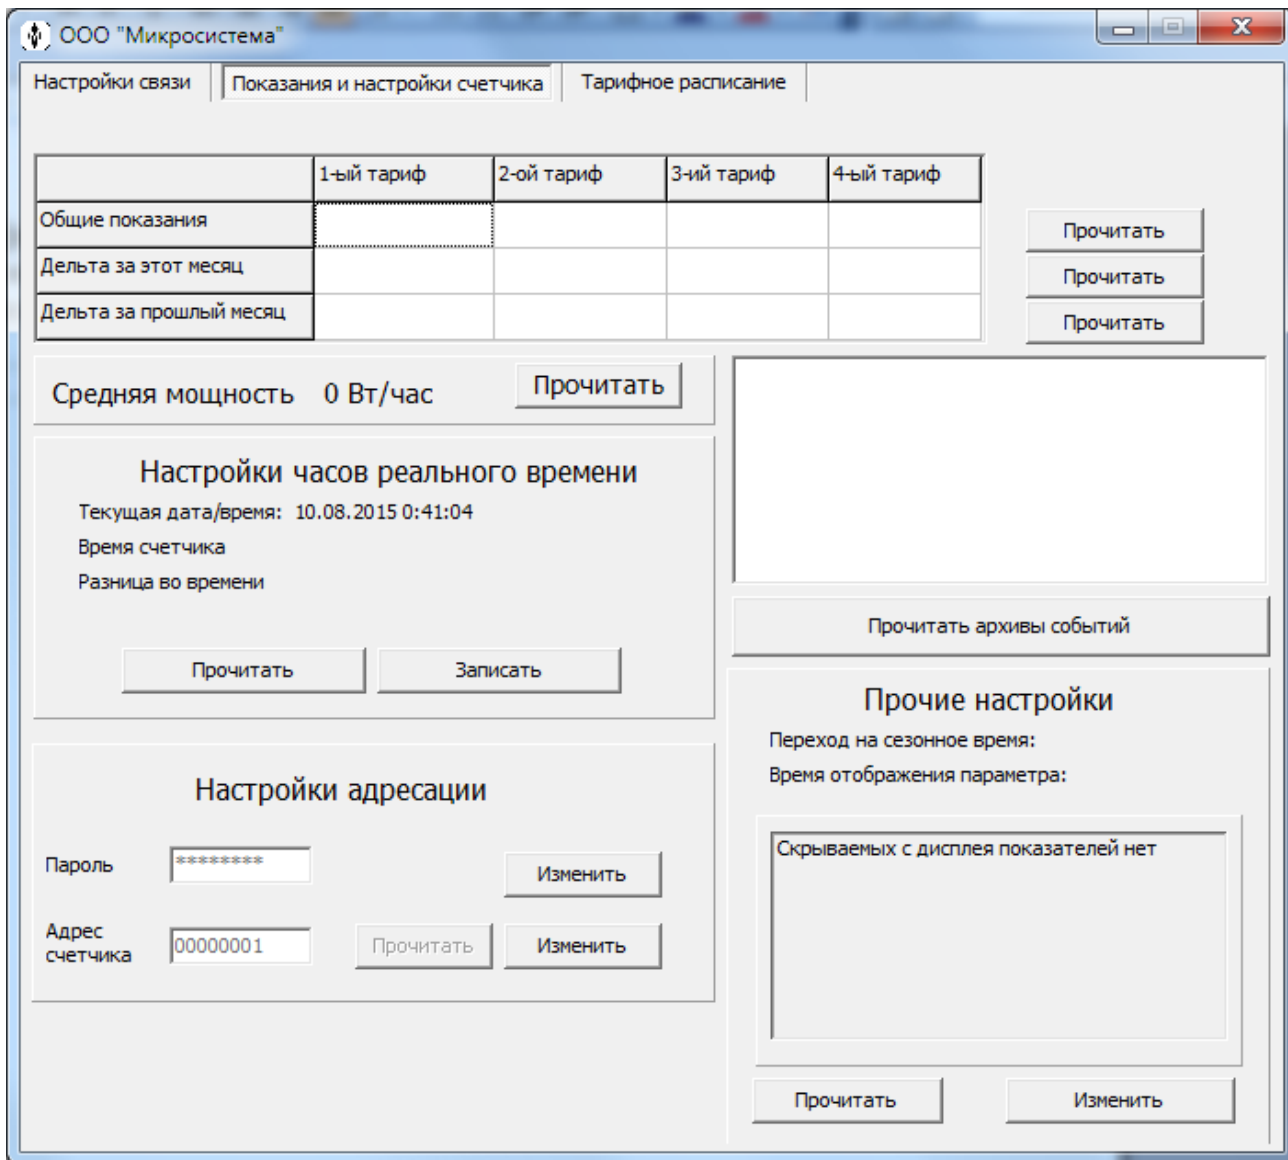 ООО "Микросистема"
Настройки связи Показания и настройки счетчика Тарифное расписание
1-ый тариф 2-ой тариф 3-ий тариф 4-ый тариф
Общие показания
Прочитать
Дельта за этот месяц
Прочитать
Дельта за прошлый месяц
Прочитать
Средняя мощность 0 Вт/час Прочитать
Настройки часов реального времени
Текущая дата/время: 10.08.2015 0:41:04
Время счетчика
Разница во времени
Прочитать Записать
Прочитать архивы событий
Настройки адресации
Пароль ******** Изменить
Адрес
счетчика 00000001 Прочитать Изменить
Прочие настройки
Переход на сезонное время:
Время отображения параметра:
Скрываемых с дисплея показателей нет
Прочитать Изменить